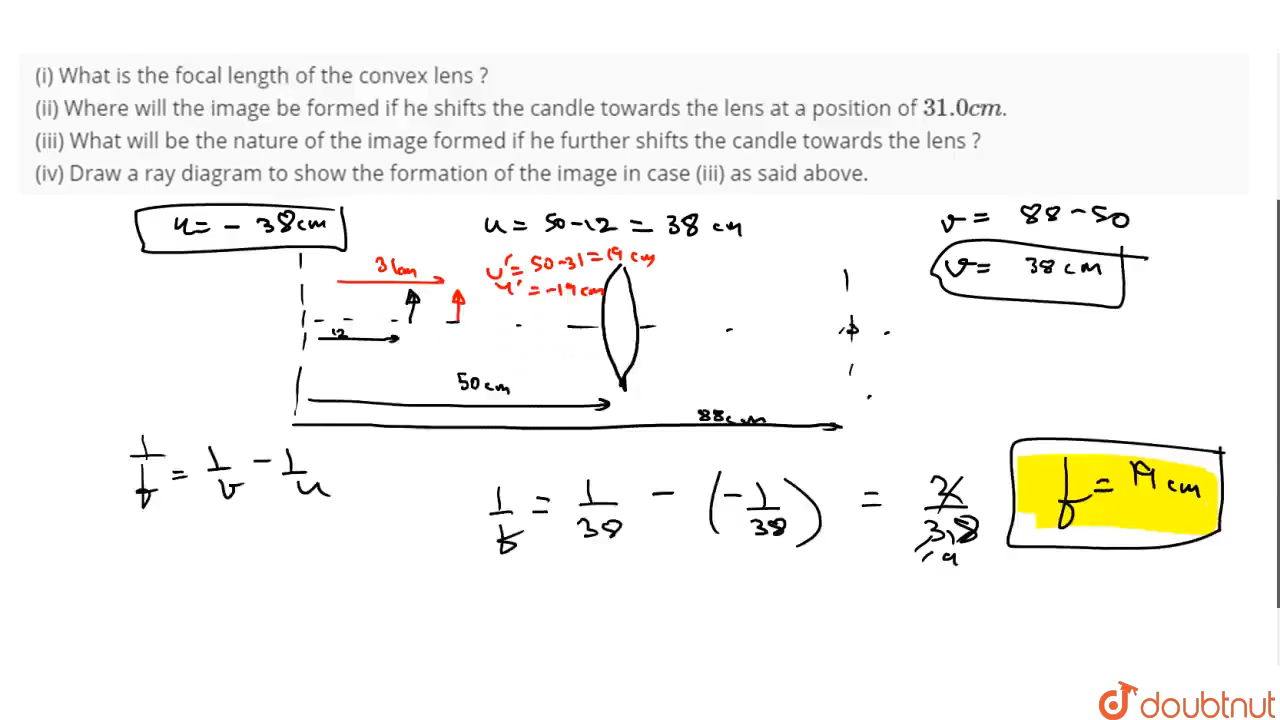 (i) What is the focal length of the convex lens ?
(ii) Where will the image be formed if he shifts the candle towards the lens at a position of 31.0cm.
(iii) What will be the nature of the image formed if he further shifts the candle towards the lens ?
(iv) Draw a ray diagram to show the formation of the image in case (iii) as said above.
u = - 38cm
u = 50-12 = 38 cm
v = 88-50
v = 38 cm
31cm
u' = 50-31 = 19 cm
u' = -19cm
12
50cm
88cm
1/f = 1/v - 1/u
1/f = 1/38 - (-1/38) = 2/38
19
f = 19 cm
doubtnut